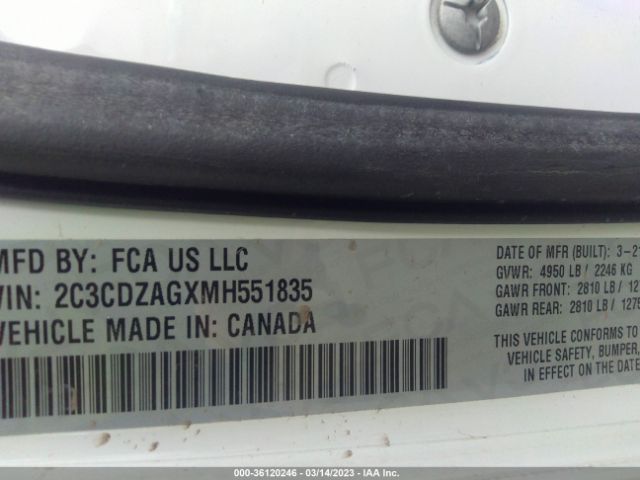 MFD BY: FCA US LLC
VIN: 2C3CDZAGXMH551835
VEHICLE MADE IN: CANADA
DATE OF MFR (BUILT): 3-21
GVWR: 4950 LB / 2246 KG
GAWR FRONT: 2810 LB / 127
GAWR REAR: 2810 LB / 1275
THIS VEHICLE CONFORMS TO
VEHICLE SAFETY, BUMPER,
IN EFFECT ON THE DATE
000-36120246 - 03/14/2023 - IAA Inc.